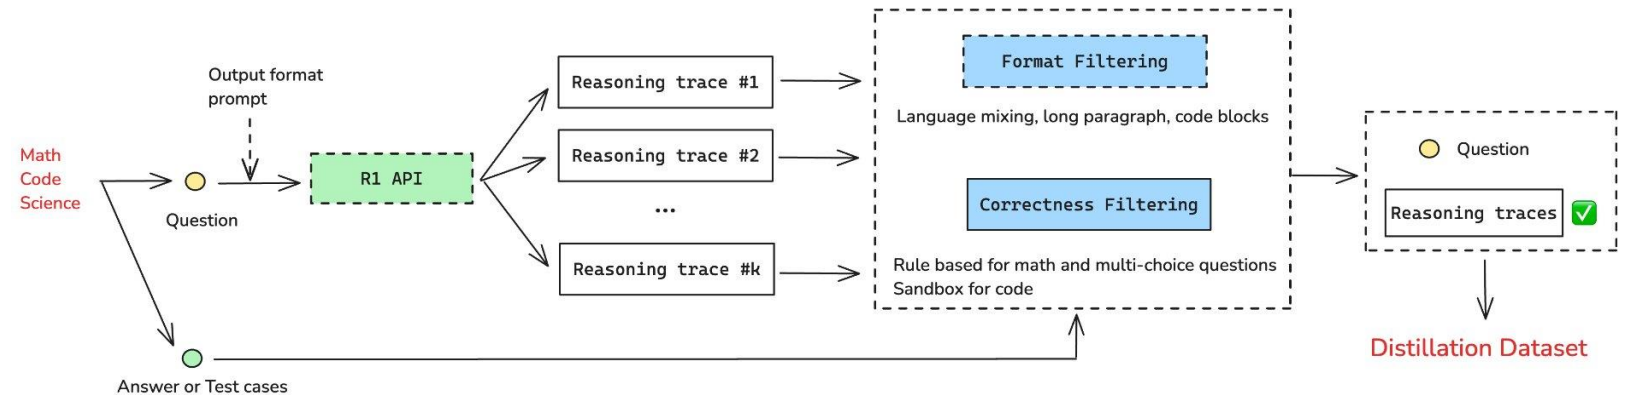 Math
Code
Science
Output format
prompt
Question
Answer or Test cases
R1 API
Reasoning trace #1
Reasoning trace #2
...
Reasoning trace #k
Format Filtering
Language mixing, long paragraph, code blocks
Correctness Filtering
Rule based for math and multi-choice questions
Sandbox for code
Question
Reasoning traces
Distillation Dataset